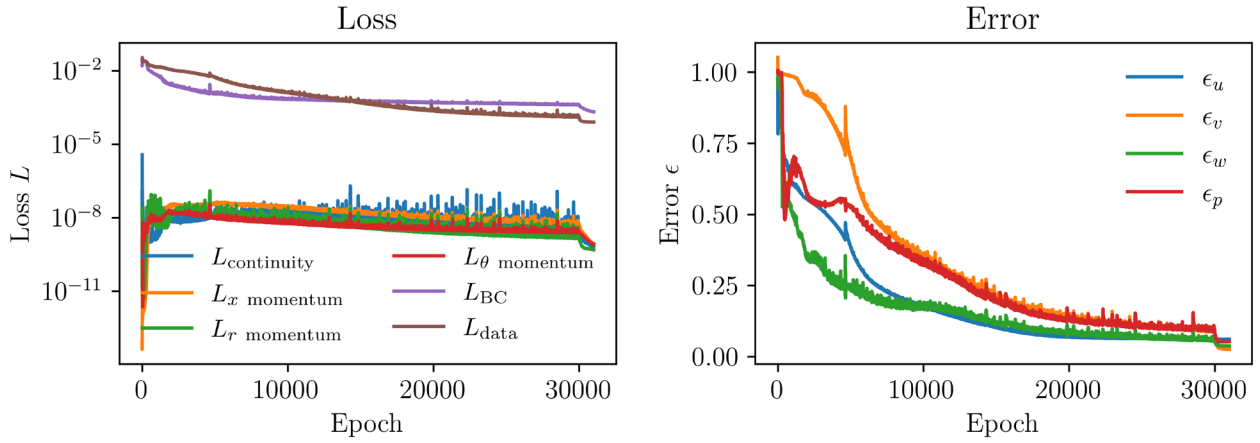 Loss
Loss L
10⁻²
10⁻⁵
10⁻⁸
10⁻¹¹
L_continuity
L_x momentum
L_r momentum
L_θ momentum
L_BC
L_data
0 10000 20000 30000
Epoch
Error
Error ϵ
1.00
0.75
0.50
0.25
0.00
ϵ_u
ϵ_v
ϵ_w
ϵ_p
0 10000 20000 30000
Epoch